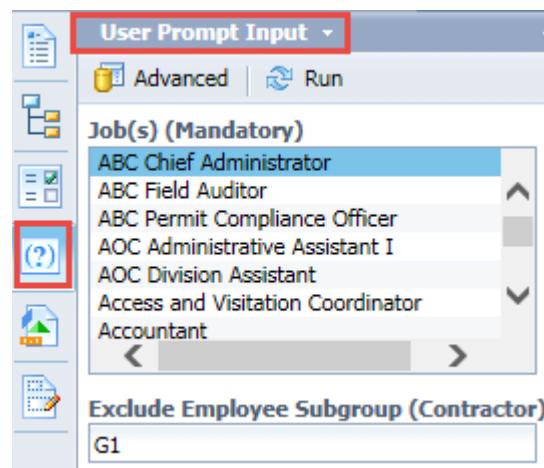 User Prompt Input
Advanced Run
Job(s) (Mandatory)
ABC Chief Administrator
ABC Field Auditor
ABC Permit Compliance Officer
AOC Administrative Assistant I
AOC Division Assistant
Access and Visitation Coordinator
(?)
Accountant
Exclude Employee Subgroup (Contractor)
G1